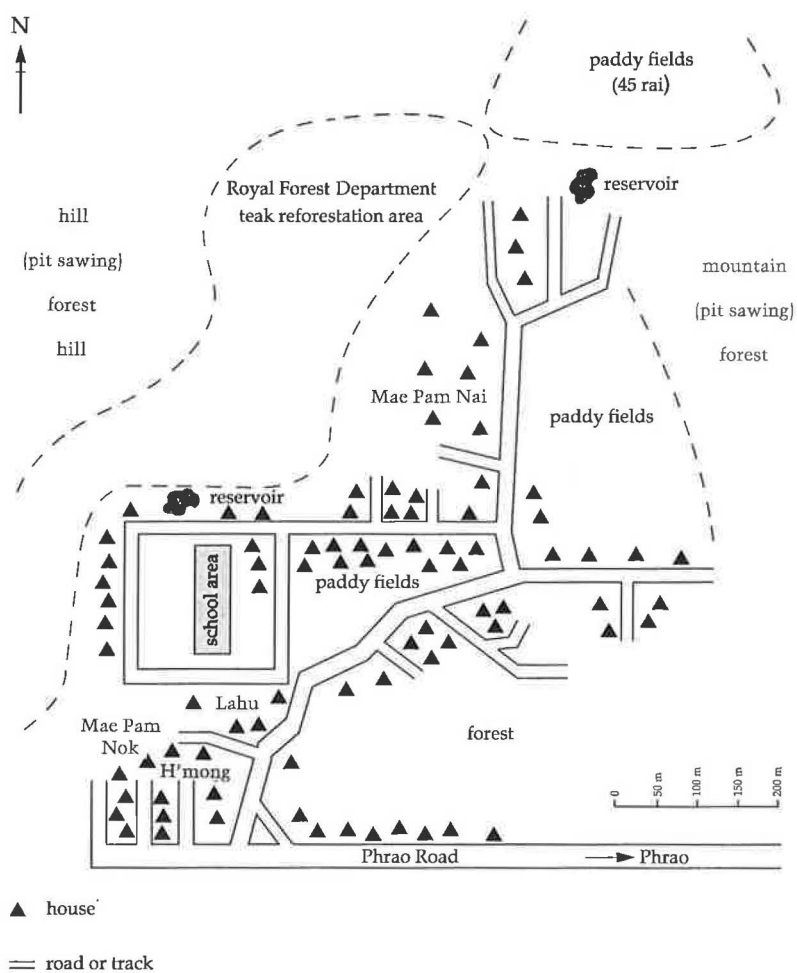 N
paddy fields
(45 rai)
Royal Forest Department
teak reforestation area
reservoir
hill
(pit sawing)
forest
hill
mountain
(pit sawing)
forest
Mae Pam Nai
paddy fields
reservoir
school area
paddy fields
Lahu
Mae Pam
Nok
H'mong
forest
0
50 m
100 m
150 m
200 m
Phrao Road
Phrao
house
road or track